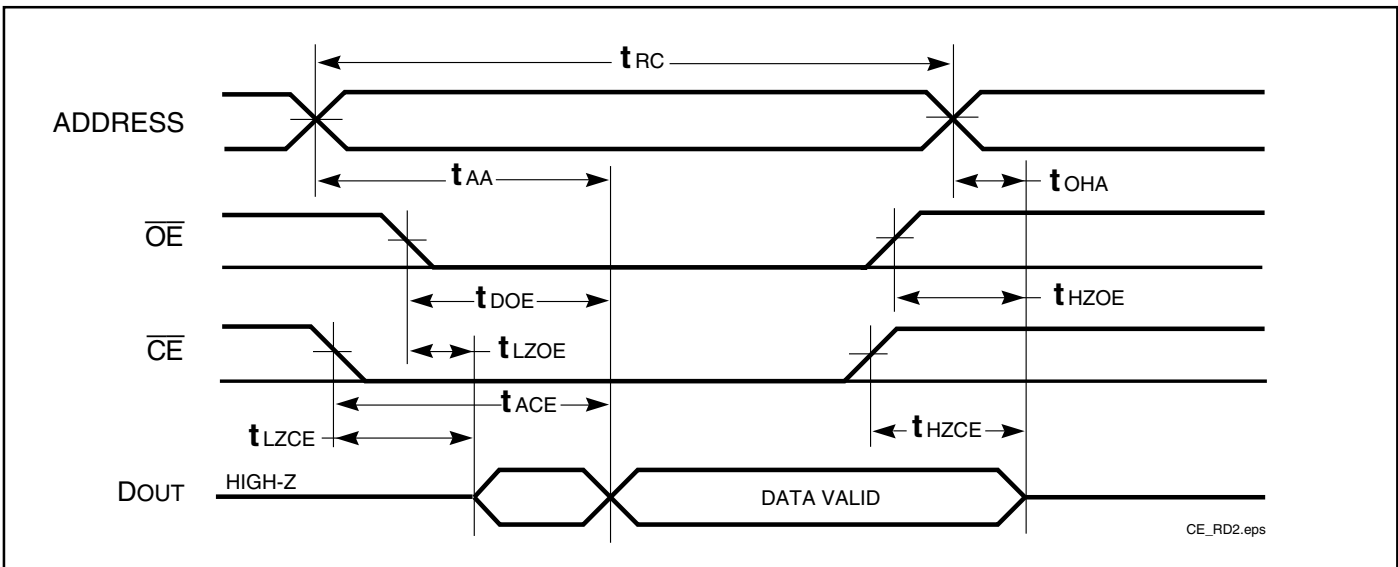 tRC
ADDRESS
tAA
tOHA
OE
tDOE
tHZOE
CE
tLZOE
tACE
tLZCE
tHZCE
DOUT
HIGH-Z
DATA VALID
CE_RD2.eps